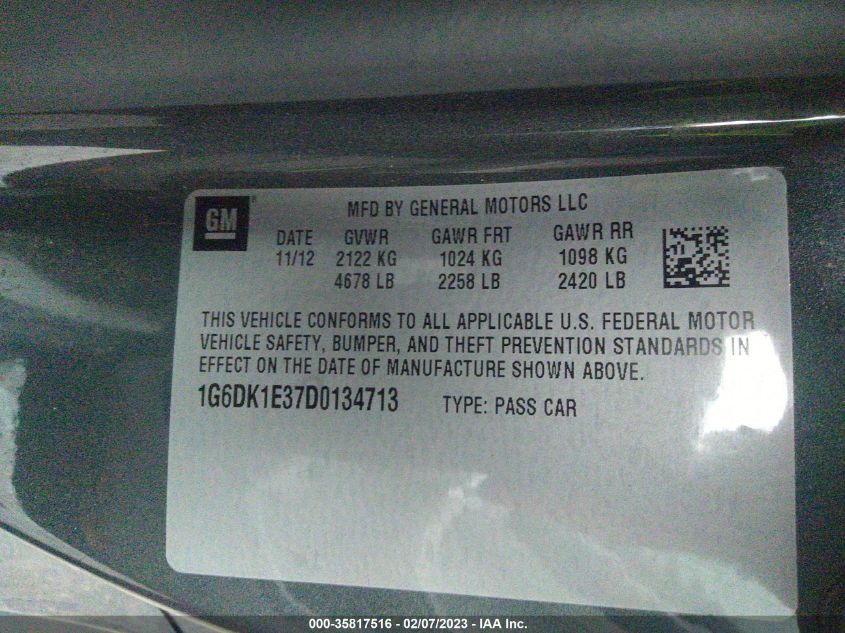 GM
MFD BY GENERAL MOTORS LLC
DATE GVWR GAWR FRT GAWR RR
11/12 2122 KG 1024 KG 1098 KG
4678 LB 2258 LB 2420 LB
THIS VEHICLE CONFORMS TO ALL APPLICABLE U.S. FEDERAL MOTOR
VEHICLE SAFETY, BUMPER, AND THEFT PREVENTION STANDARDS IN
EFFECT ON THE DATE OF MANUFACTURE SHOWN ABOVE.
1G6DK1E37D0134713 TYPE: PASS CAR
000-35817516 - 02/07/2023 - IAA Inc.